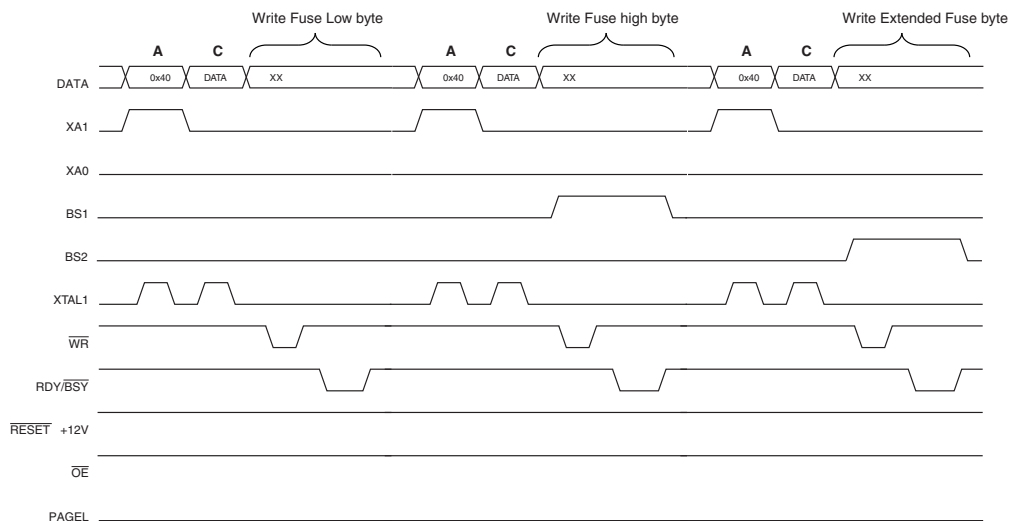 Write Fuse Low byte Write Fuse high byte Write Extended Fuse byte
A C A C A C
DATA 0x40 DATA XX 0x40 DATA XX 0x40 DATA XX
XA1
XA0
BS1
BS2
XTAL1
WR
RDY/BSY
RESET +12V
OE
PAGEL